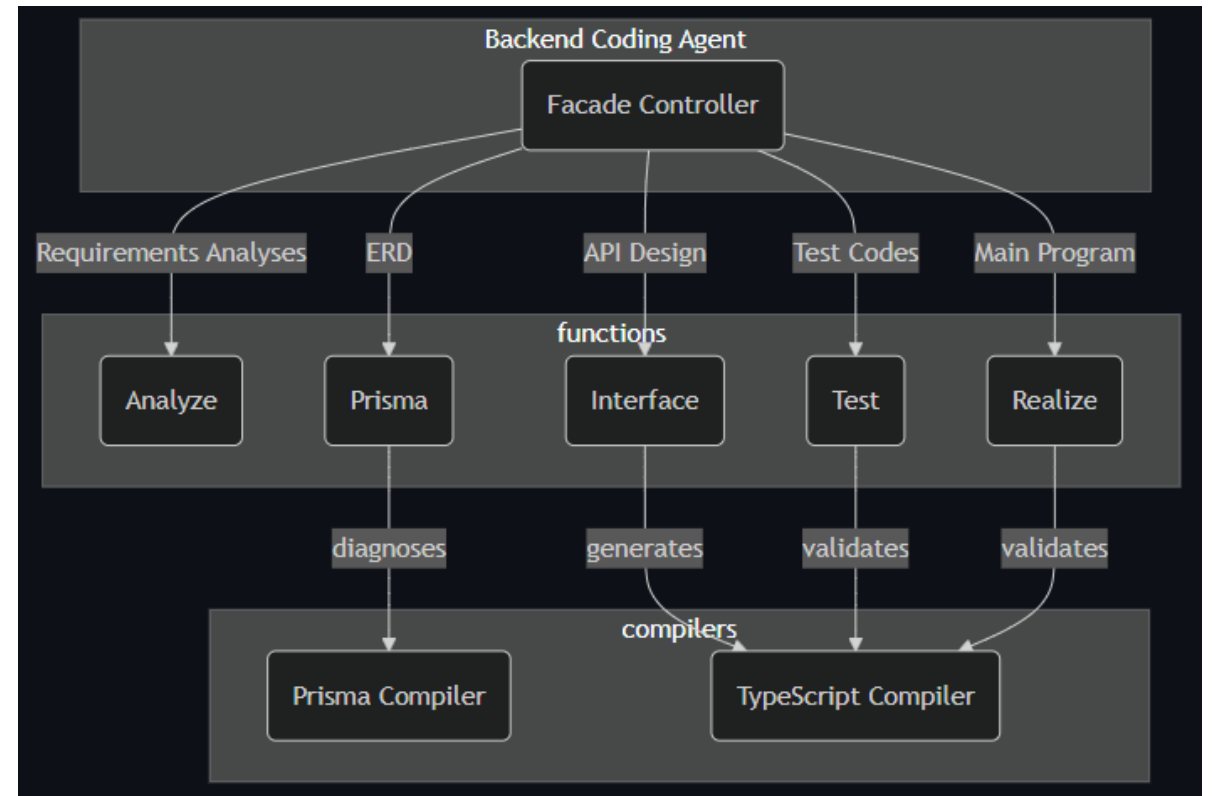 Backend Coding Agent
Facade Controller
Requirements Analyses
ERD
API Design
Test Codes
Main Program
functions
Analyze
Prisma
Interface
Test
Realize
diagnoses
generates
validates
validates
compilers
Prisma Compiler
TypeScript Compiler